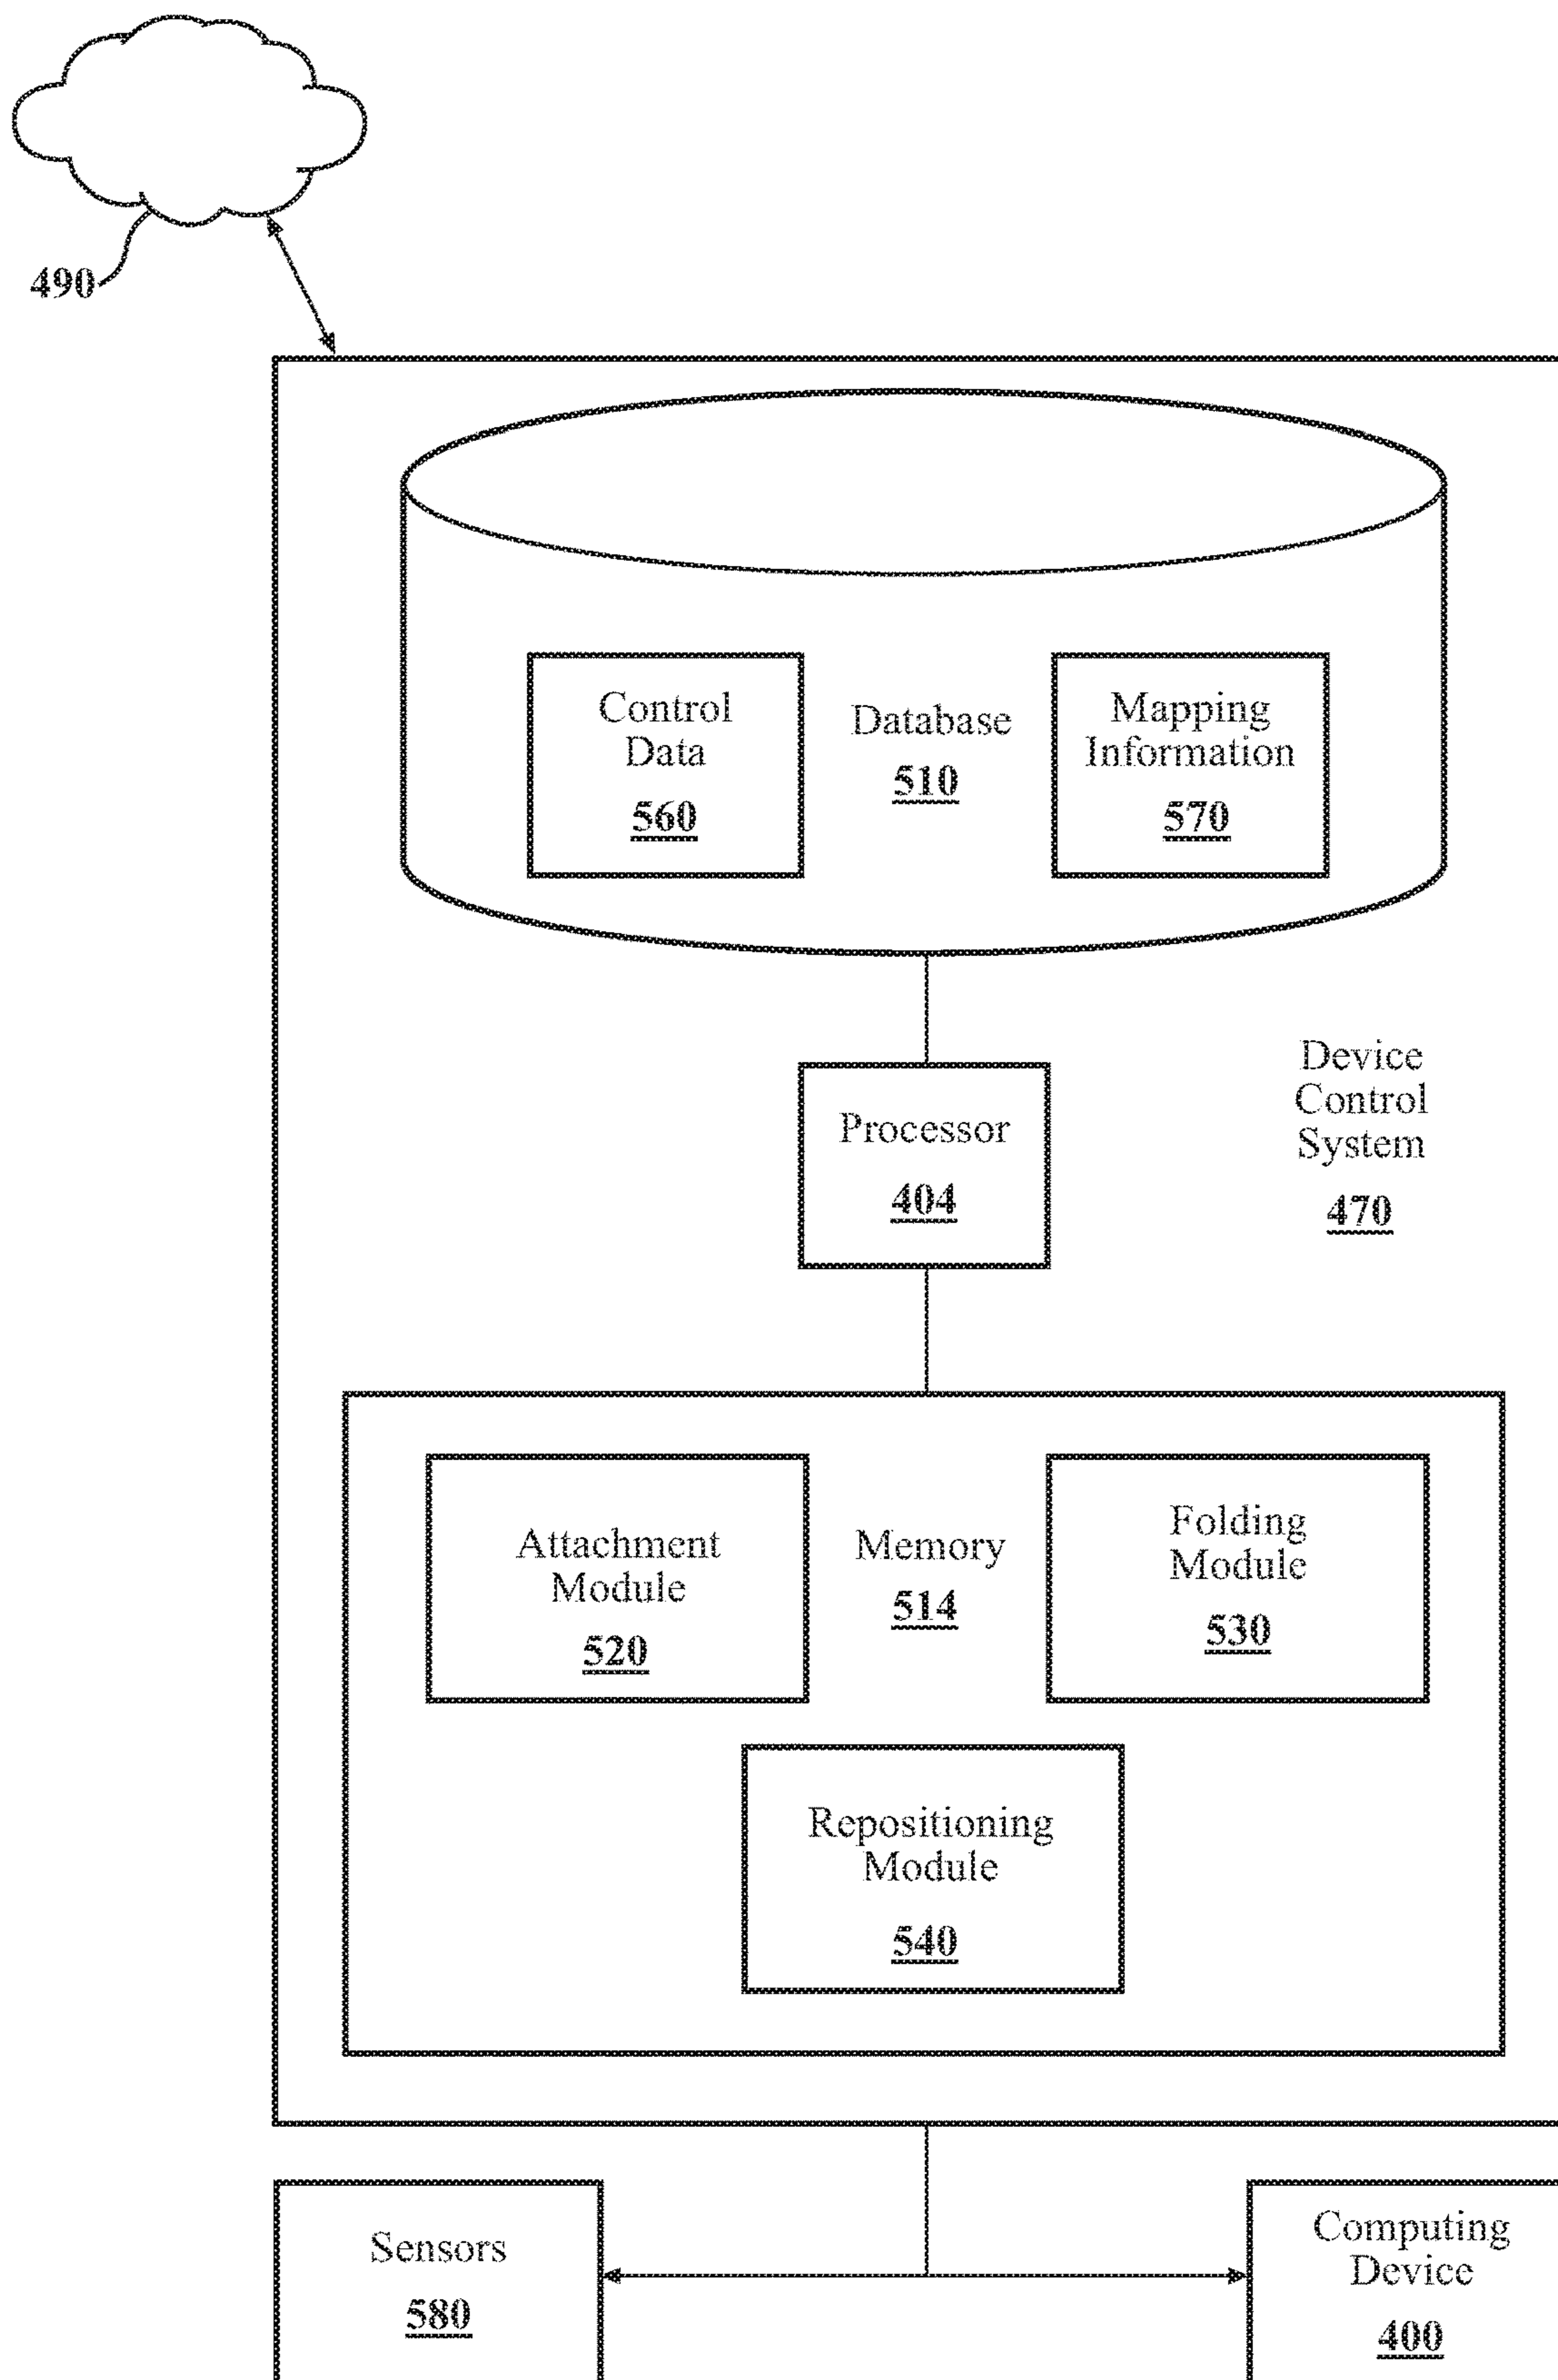 490
Control
Data
560
Database
510
Mapping
Information
570
Processor
404
Device
Control
System
470
Attachment
Module
520
Memory
514
Folding
Module
530
Repositioning
Module
540
Sensors
580
Computing
Device
400